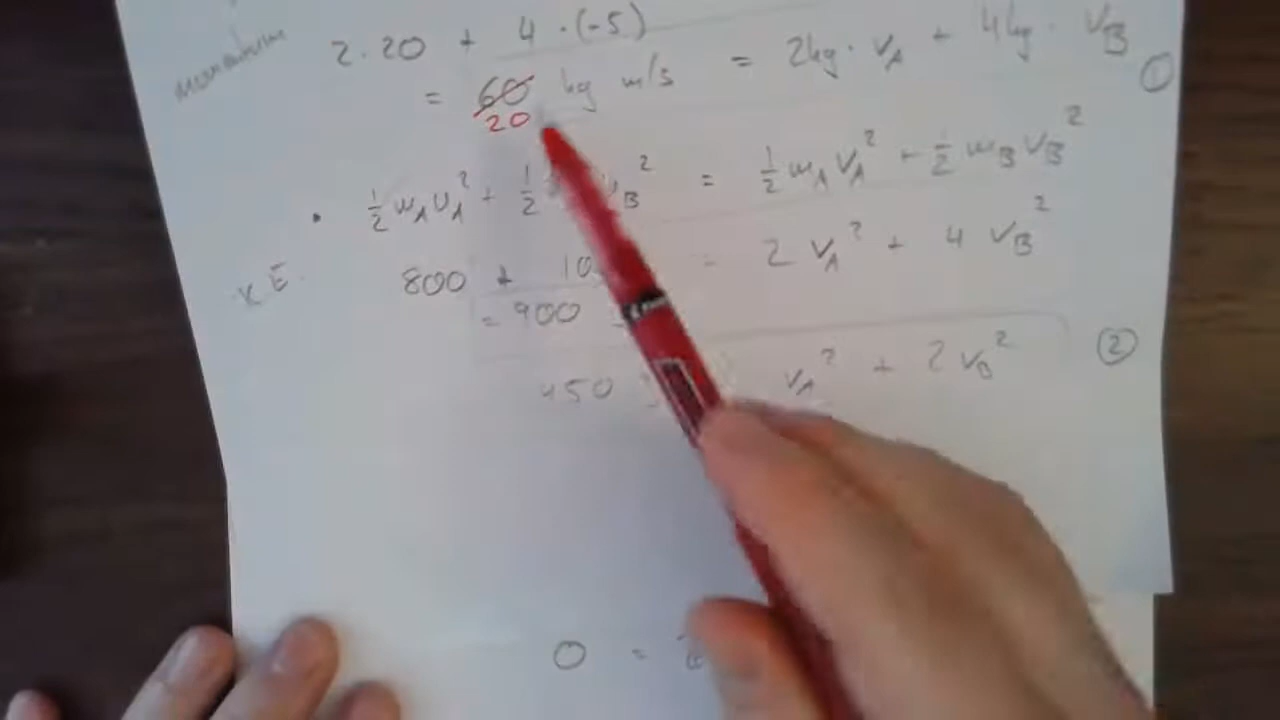 momentum 2 · 20 + 4 · (-5)
= 60 kg m/s = 2kg · vA + 4kg · vB ①
20
• ½ mA uA² + ½ uB² = ½ mA vA² + ½ mB vB²
K.E. 800 + 10 = 2 vA² + 4 vB²
= 900
450 vA² + 2 vB² ②
0 =